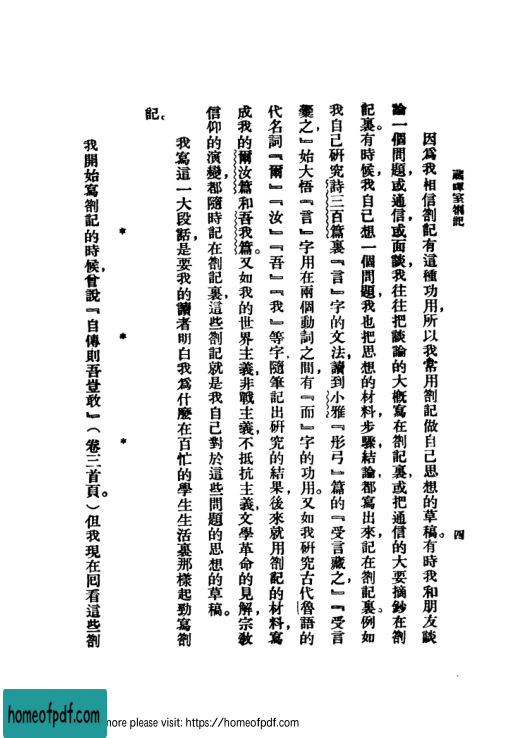 藏暉室劄記
四
因爲我相信劄記有這種功用，所以我常用劄記做自己思想的草稿。有時我和朋友談
論一個問題，或通信，或面談，我往往把談論的大槪寫在劄記裏，或把通信的大要摘鈔在劄
記裏。有時候，我自己想一個問題，我也把思想的材料，步驟，結論，都寫出來，記在劄記裏。例如
我自己研究詩三百篇裏『言』字的文法，讀到小雅『彤弓』篇的『受言藏之，』『受言
櫜之，』始大悟『言』字用在兩個動詞之間，有『而』字的功用。又如我研究古代魯語的
代名詞『爾』『汝』『吾』『我』等字，隨筆記出研究的結果，後來就用劄記的材料，寫
成我的爾汝篇和吾我篇。又如我的世界主義，非戰主義，不抵抗主義，文學革命的見解，宗敎
信仰的演變，都隨時記在劄記裏，這些劄記就是我自己對於這些問題的思想的草稿。
我寫這一大段話，是要我的讀者明白我爲什麼在百忙的學生生活裏那樣起勁寫劄
記。
＊　＊　＊
我開始寫劄記的時候，曾說『自傳則吾豈敢』（卷三首頁。）但我現在回看這些劄
homeofpdf.com
more please visit: https://homeofpdf.com